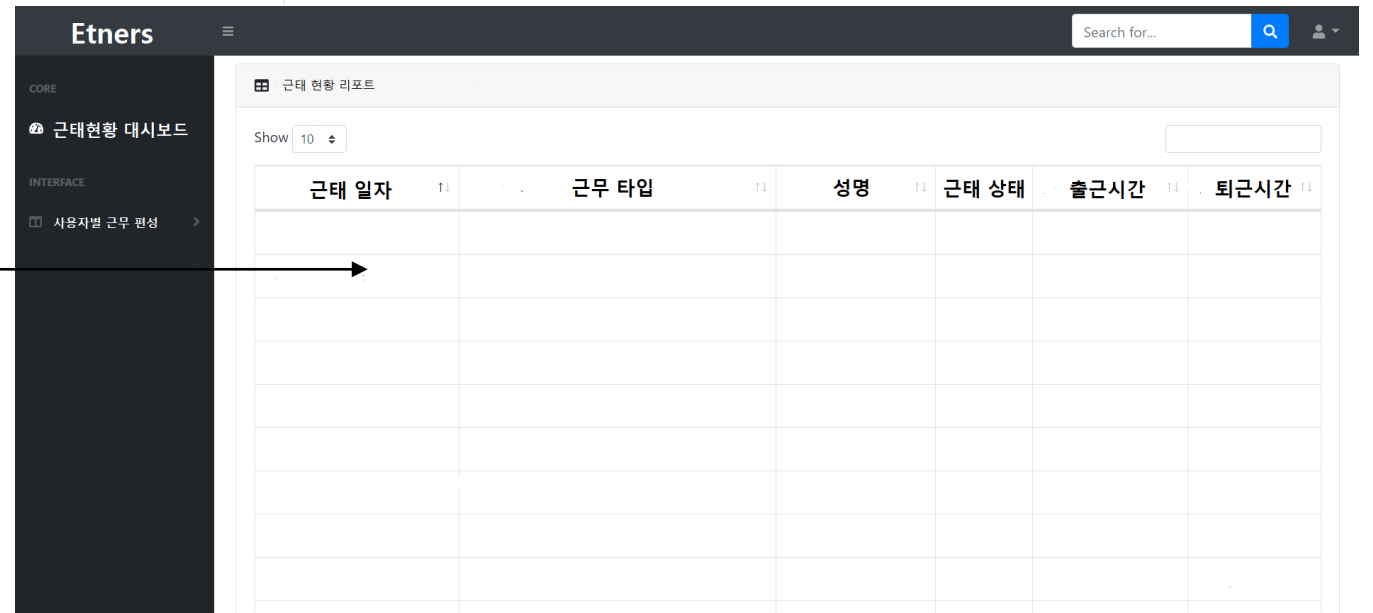 Etners
Search for...
CORE
근태현황 대시보드
INTERFACE
사용자별 근무 편성
근태 현황 리포트
Show 10
근태 일자 근무 타입 성명 근태 상태 출근시간 퇴근시간